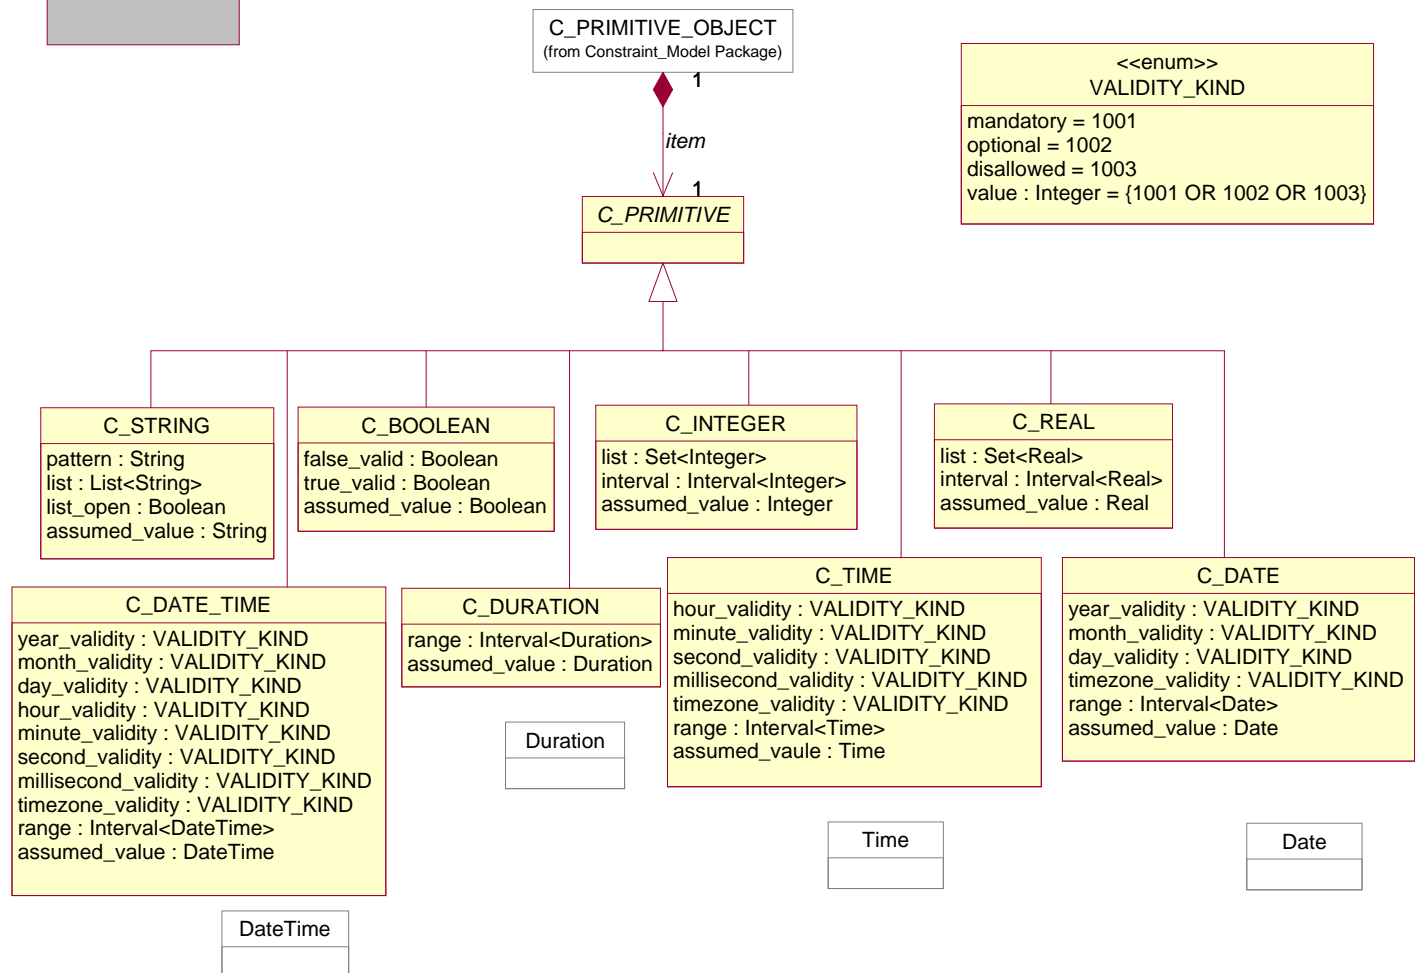 C_PRIMITIVE_OBJECT
(from Constraint_Model Package)
1
item
1
C_PRIMITIVE
<<enum>>
VALIDITY_KIND
mandatory = 1001
optional = 1002
disallowed = 1003
value : Integer = {1001 OR 1002 OR 1003}
C_STRING
pattern : String
list : List<String>
list_open : Boolean
assumed_value : String
C_BOOLEAN
false_valid : Boolean
true_valid : Boolean
assumed_value : Boolean
C_INTEGER
list : Set<Integer>
interval : Interval<Integer>
assumed_value : Integer
C_REAL
list : Set<Real>
interval : Interval<Real>
assumed_value : Real
C_DATE_TIME
year_validity : VALIDITY_KIND
month_validity : VALIDITY_KIND
day_validity : VALIDITY_KIND
hour_validity : VALIDITY_KIND
minute_validity : VALIDITY_KIND
second_validity : VALIDITY_KIND
millisecond_validity : VALIDITY_KIND
timezone_validity : VALIDITY_KIND
range : Interval<DateTime>
assumed_value : DateTime
C_DURATION
range : Interval<Duration>
assumed_value : Duration
C_TIME
hour_validity : VALIDITY_KIND
minute_validity : VALIDITY_KIND
second_validity : VALIDITY_KIND
millisecond_validity : VALIDITY_KIND
timezone_validity : VALIDITY_KIND
range : Interval<Time>
assumed_vaule : Time
C_DATE
year_validity : VALIDITY_KIND
month_validity : VALIDITY_KIND
day_validity : VALIDITY_KIND
timezone_validity : VALIDITY_KIND
range : Interval<Date>
assumed_value : Date
Duration
Time
Date
DateTime